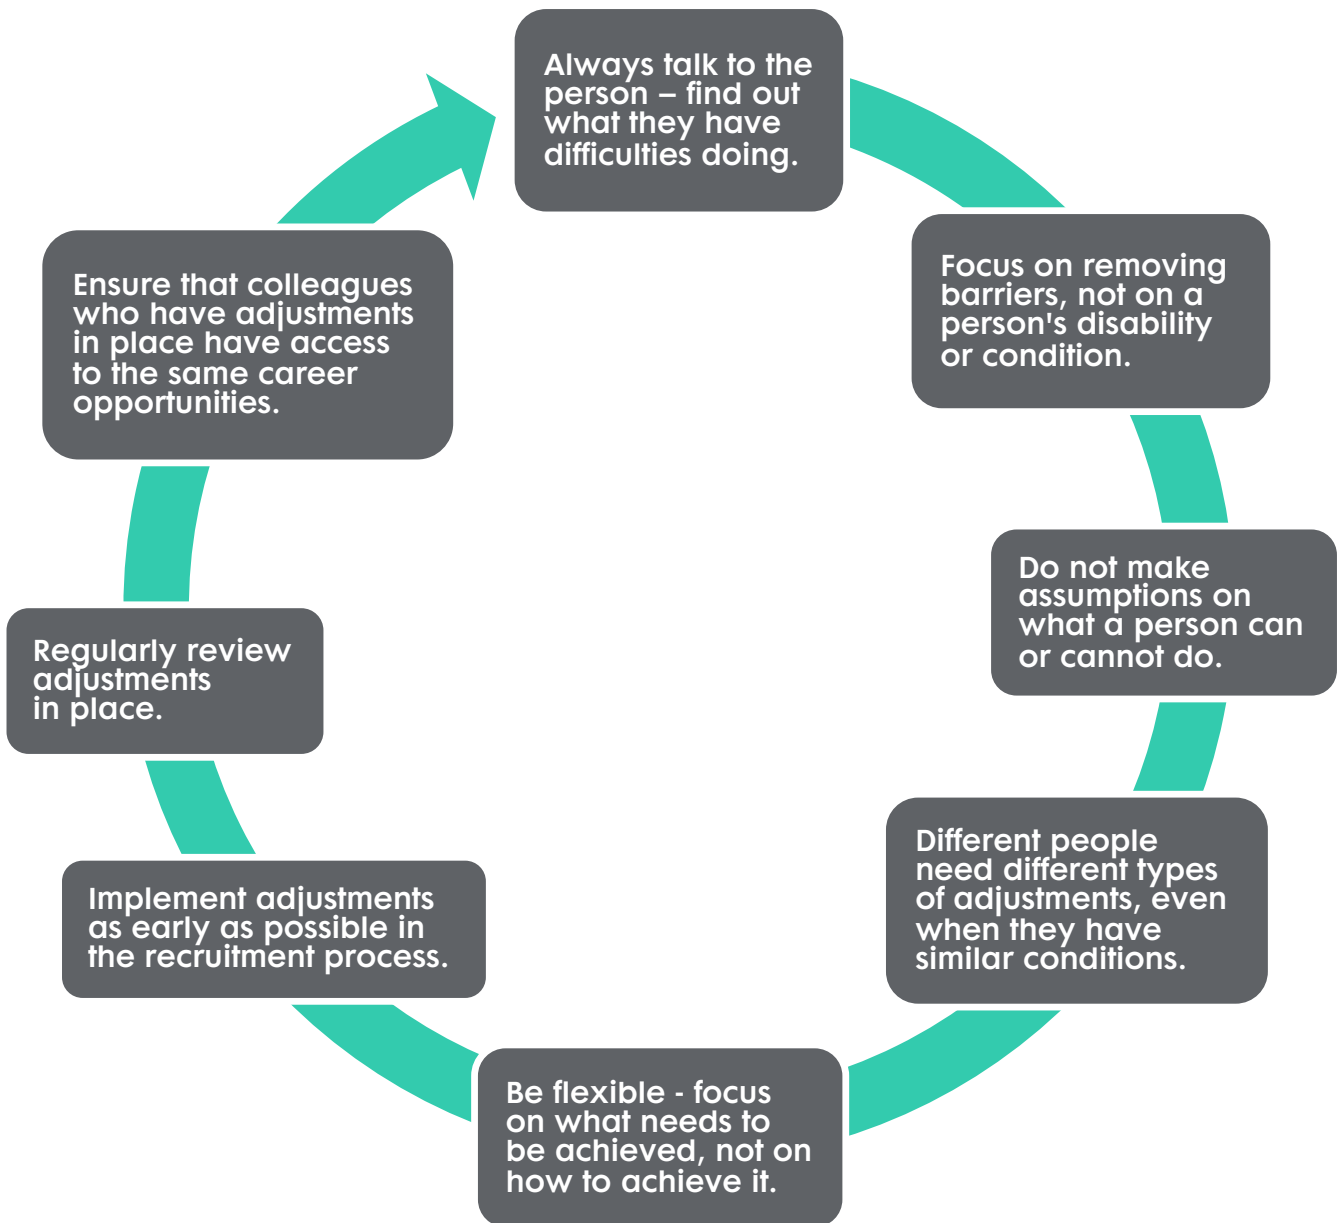 Always talk to the
person – find out
what they have
difficulties doing.
Focus on removing
barriers, not on a
person's disability
or condition.
Do not make
assumptions on
what a person can
or cannot do.
Different people
need different types
of adjustments, even
when they have
similar conditions.
Be flexible - focus
on what needs to
be achieved, not on
how to achieve it.
Implement adjustments
as early as possible in
the recruitment process.
Regularly review
adjustments
in place.
Ensure that colleagues
who have adjustments
in place have access
to the same career
opportunities.